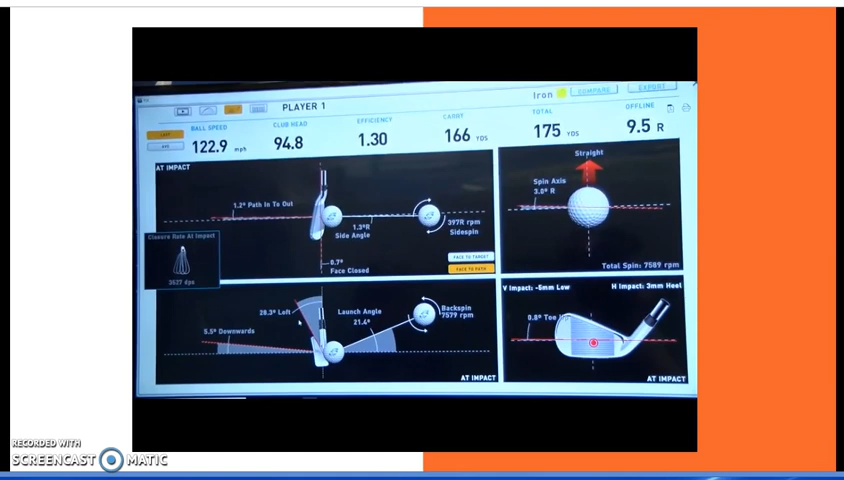 Iron
COMPARE
EXPORT
PLAYER 1
BALL SPEED
122.9 mph
CLUB HEAD
94.8
EFFICIENCY
1.30
CARRY
166 YDS
TOTAL
175 YDS
OFFLINE
9.5 R
LAST
AVG
AT IMPACT
1.2° Path In To Out
1.3°R
Side Angle
397R rpm
Sidespin
0.7°
Face Closed
FACE TO TARGET
FACE TO PATH
Closure Rate At Impact
3537 dps
Straight
Spin Axis
3.0° R
Total Spin: 7589 rpm
28.3° Loft
5.5° Downwards
Launch Angle
21.4°
Backspin
7579 rpm
AT IMPACT
V Impact: -5mm Low
H Impact: 3mm Heel
0.8° Toe
AT IMPACT
RECORDED WITH
SCREENCAST MATIC